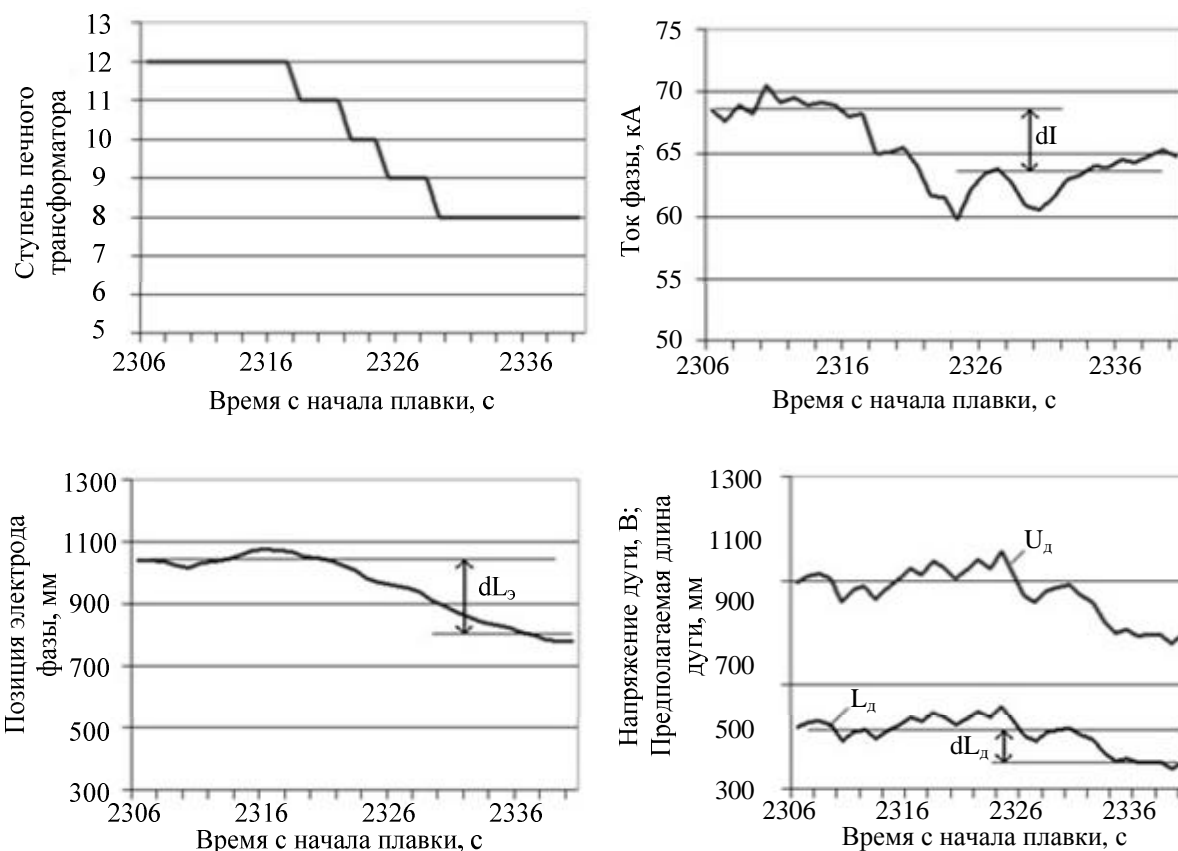 Ступень печного
трансформатора
13
12
11
10
9
8
7
6
5
2306
2316
2326
2336
Время с начала плавки, с
Ток фазы, кА
75
70
65
60
55
50
dI
2306
2316
2326
2336
Время с начала плавки, с
Позиция электрода
фазы, мм
1300
1100
900
700
500
300
dLэ
2306
2316
2326
2336
Время с начала плавки, с
Напряжение дуги, В;
Предполагаемая длина
дуги, мм
1300
1100
900
700
500
300
Uд
Lд
dLд
2306
2316
2326
2336
Время с начала плавки, с